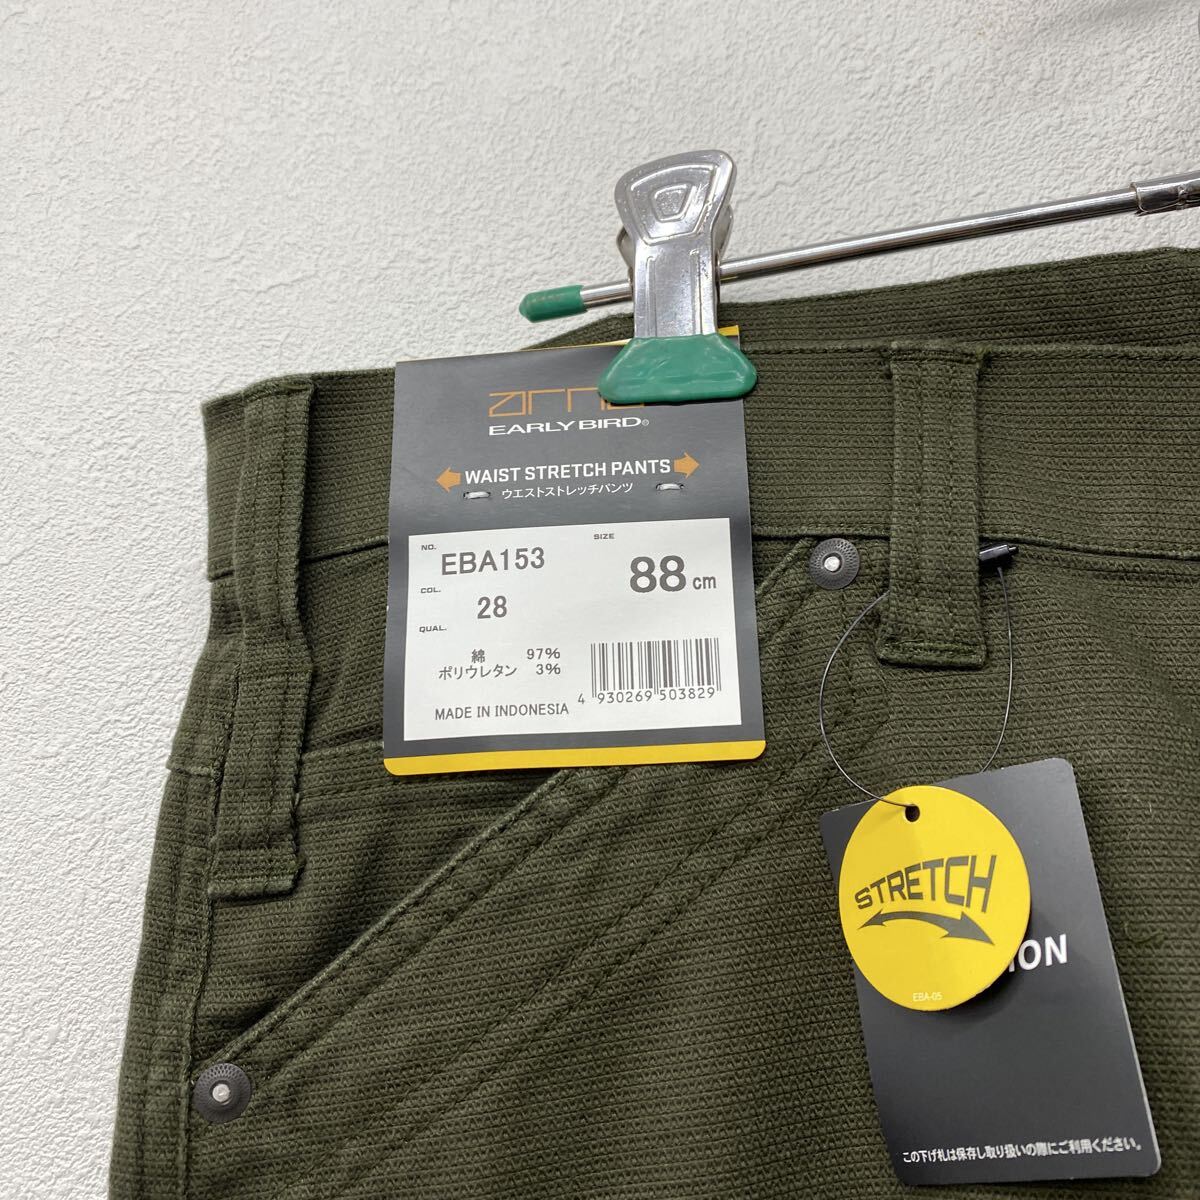 EARLY BIRD®
WAIST STRETCH PANTS
ウエストストレッチパンツ
NO. EBA153
SIZE 88 cm
COL. 28
QUAL.
綿 97%
ポリウレタン 3%
MADE IN INDONESIA
4 930269 503829
STRETCH
EBA-05
この下げ札は保存し取り扱いの際にご利用ください。